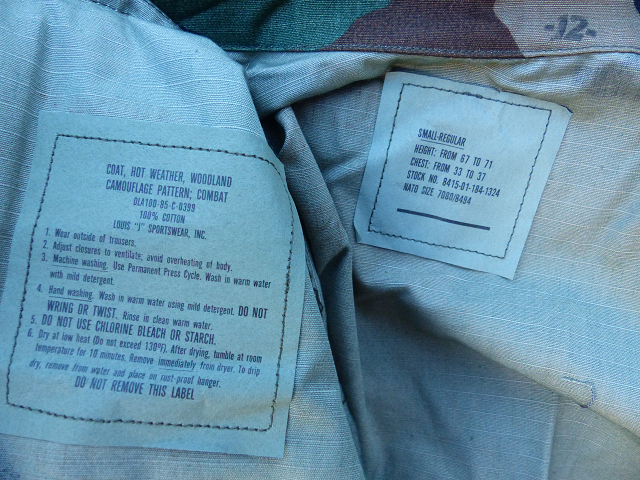 -12-
COAT, HOT WEATHER, WOODLAND
CAMOUFLAGE PATTERN; COMBAT
DLA100-85-C-0399
100% COTTON
LOUIS "J" SPORTSWEAR, INC.
1. Wear outside of trousers.
2. Adjust closures to ventilate; avoid overheating of body.
3. Machine washing. Use Permanent Press Cycle. Wash in warm water
with mild detergent.
4. Hand washing. Wash in warm water using mild detergent. DO NOT
WRING OR TWIST. Rinse in clean warm water.
5. DO NOT USE CHLORINE BLEACH OR STARCH.
6. Dry at low heat (Do not exceed 130°F). After drying, tumble at room
temperature for 10 minutes. Remove immediately from dryer. To drip
dry, remove from water and place on rust-proof hanger.
DO NOT REMOVE THIS LABEL
SMALL-REGULAR
HEIGHT: FROM 67 TO 71
CHEST: FROM 33 TO 37
STOCK NO. 8415-01-184-1324
NATO SIZE 7080/8494